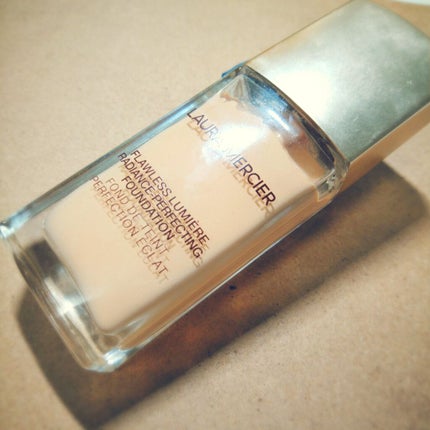 LAURA MERCIER
FLAWLESS LUMIÈRE
RADIANCE-PERFECTING
FOUNDATION
FOND DE TEINT
PERFECTION ÉCLAT